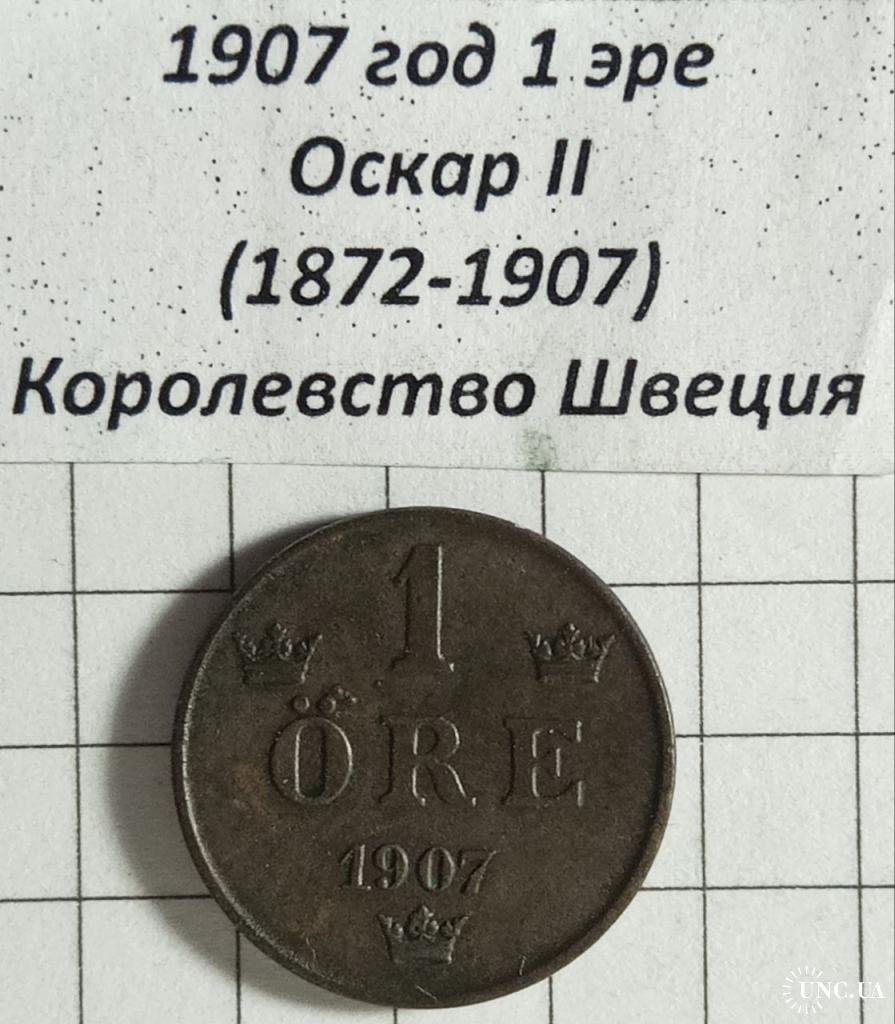 1907 год 1 эре
Оскар II
(1872-1907)
Королевство Швеция
1
ÖRE
1907
UNC.UA